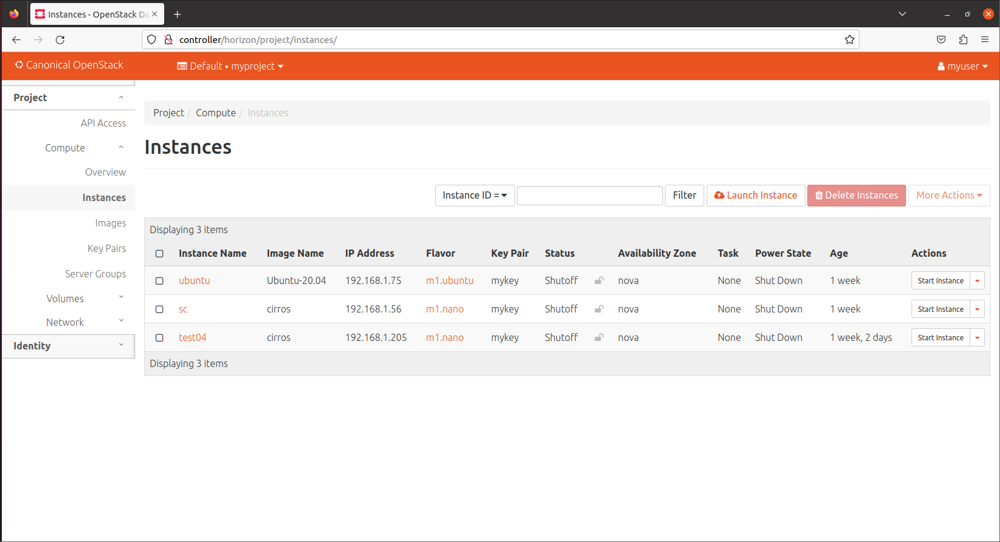 Instances - OpenStack Da
controller/horizon/project/instances/
Canonical OpenStack
Default • myproject
myuser
Project
API Access
Compute
Overview
Instances
Images
Key Pairs
Server Groups
Volumes
Network
Identity
Project / Compute / Instances
Instances
Instance ID = Filter Launch Instance Delete Instances More Actions
Displaying 3 items
Instance Name Image Name IP Address Flavor Key Pair Status Availability Zone Task Power State Age Actions
ubuntu Ubuntu-20.04 192.168.1.75 m1.ubuntu mykey Shutoff nova None Shut Down 1 week Start Instance
sc cirros 192.168.1.56 m1.nano mykey Shutoff nova None Shut Down 1 week Start Instance
test04 cirros 192.168.1.205 m1.nano mykey Shutoff nova None Shut Down 1 week, 2 days Start Instance
Displaying 3 items